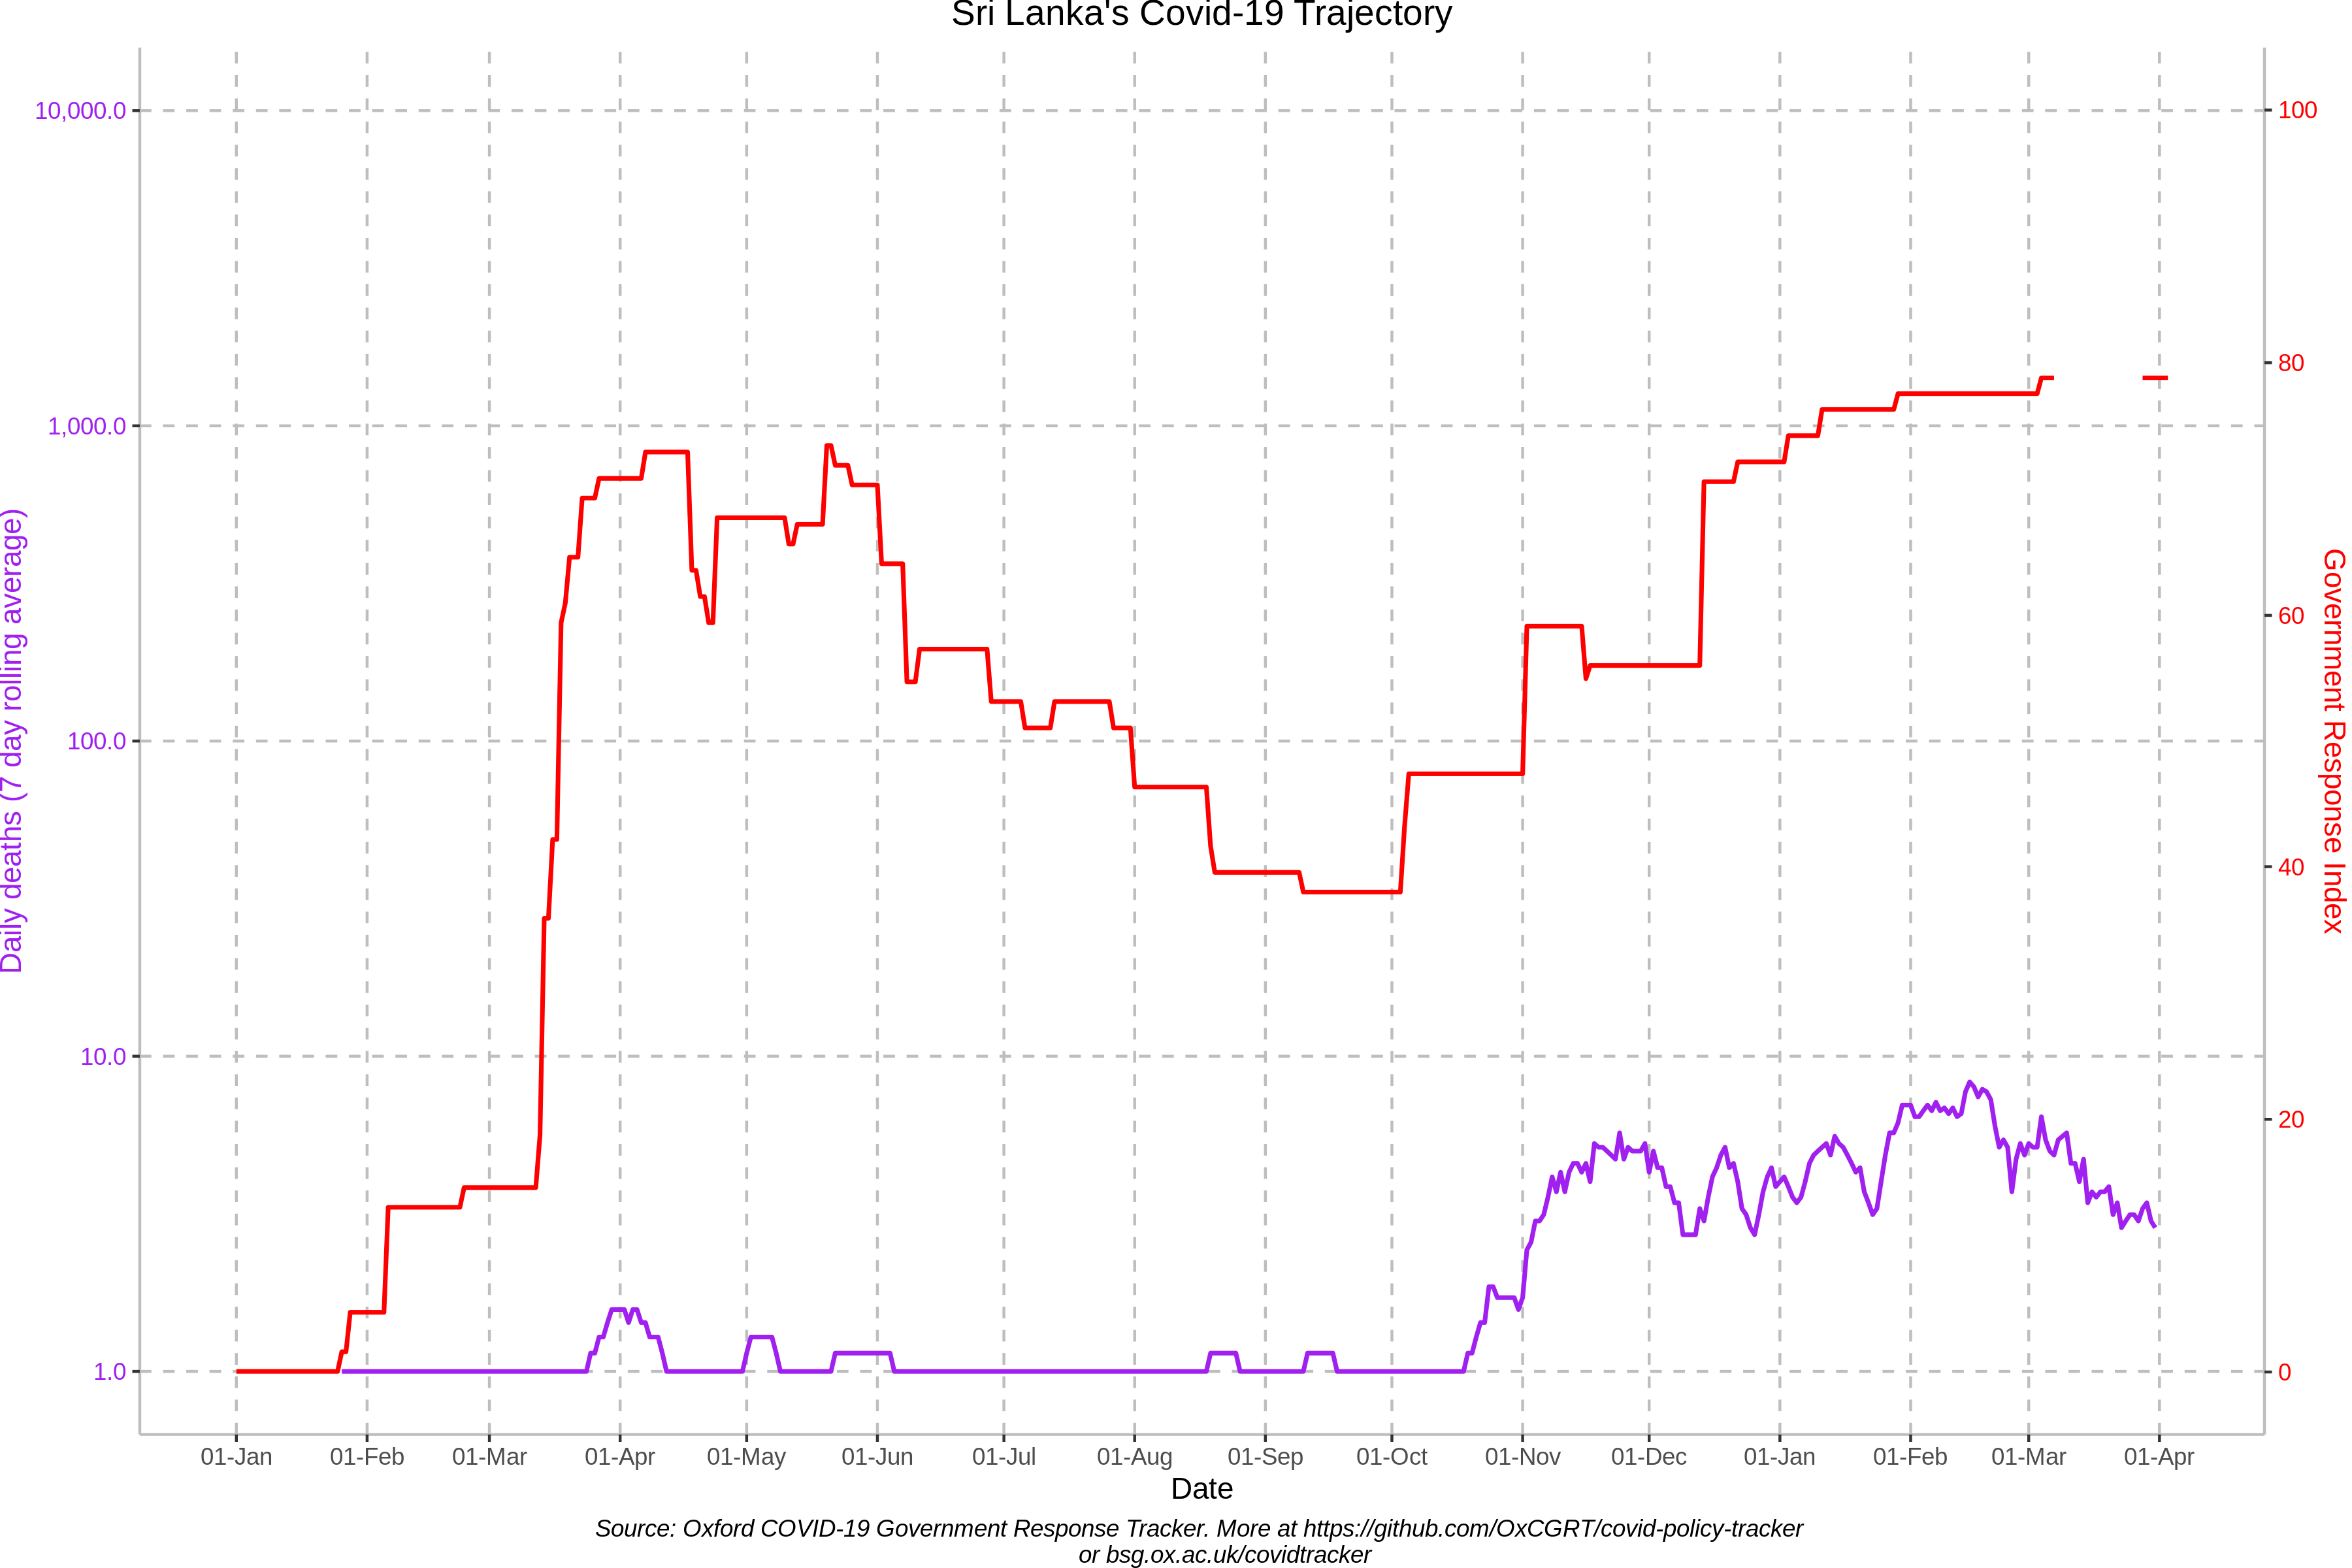 Sri Lanka's Covid-19 Trajectory
10,000.0
1,000.0
100.0
10.0
1.0
Daily deaths (7 day rolling average)
100
80
60
40
20
0
Government Response Index
01-Jan
01-Feb
01-Mar
01-Apr
01-May
01-Jun
01-Jul
01-Aug
01-Sep
01-Oct
01-Nov
01-Dec
01-Jan
01-Feb
01-Mar
01-Apr
Date
Source: Oxford COVID-19 Government Response Tracker. More at https://github.com/OxCGRT/covid-policy-tracker
or bsg.ox.ac.uk/covidtracker